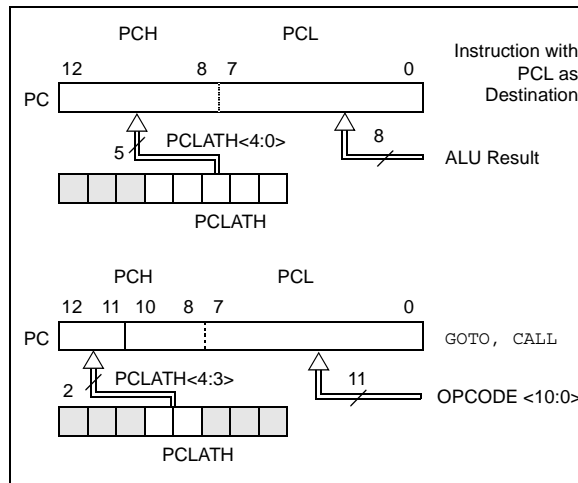 PCH PCL
12 8 7 0
Instruction with
PCL as
Destination
PC
5 PCLATH<4:0> 8
ALU Result
PCLATH
PCH PCL
12 11 10 8 7 0
PC
GOTO, CALL
2 PCLATH<4:3> 11
OPCODE <10:0>
PCLATH